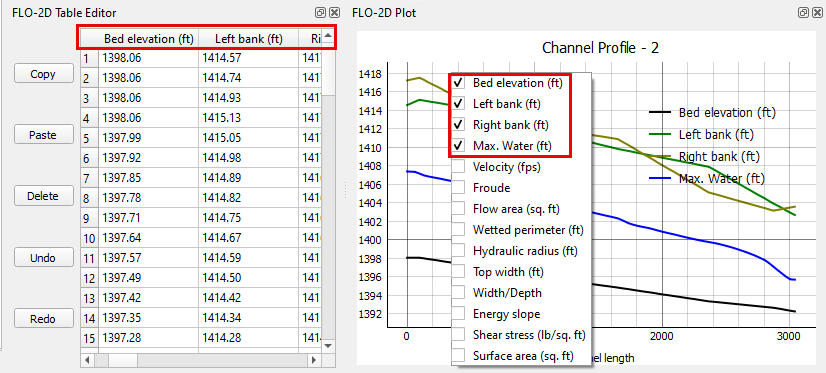 FLO-2D Table Editor
Copy
Paste
Delete
Undo
Redo
Bed elevation (ft) Left bank (ft) Ri
1 1398.06 1414.57 141
2 1398.06 1414.74 141
3 1398.06 1414.93 141
4 1398.06 1415.13 141
5 1397.99 1415.05 141
6 1397.92 1414.98 141
7 1397.85 1414.89 141
8 1397.78 1414.82 141
9 1397.71 1414.75 141
10 1397.64 1414.67 141
11 1397.57 1414.59 141
12 1397.49 1414.50 141
13 1397.42 1414.42 141
14 1397.35 1414.34 141
15 1397.28 1414.28 141
FLO-2D Plot
Channel Profile - 2
1418
1416
1414
1412
1410
1408
1406
1404
1402
1400
1398
1396
1394
1392
0 2000 3000
el length
Bed elevation (ft)
Left bank (ft)
Right bank (ft)
Max. Water (ft)
Velocity (fps)
Froude
Flow area (sq. ft)
Wetted perimeter (ft)
Hydraulic radius (ft)
Top width (ft)
Width/Depth
Energy slope
Shear stress (lb/sq. ft)
Surface area (sq. ft)
Bed elevation (ft)
Left bank (ft)
Right bank (ft)
Max. Water (ft)